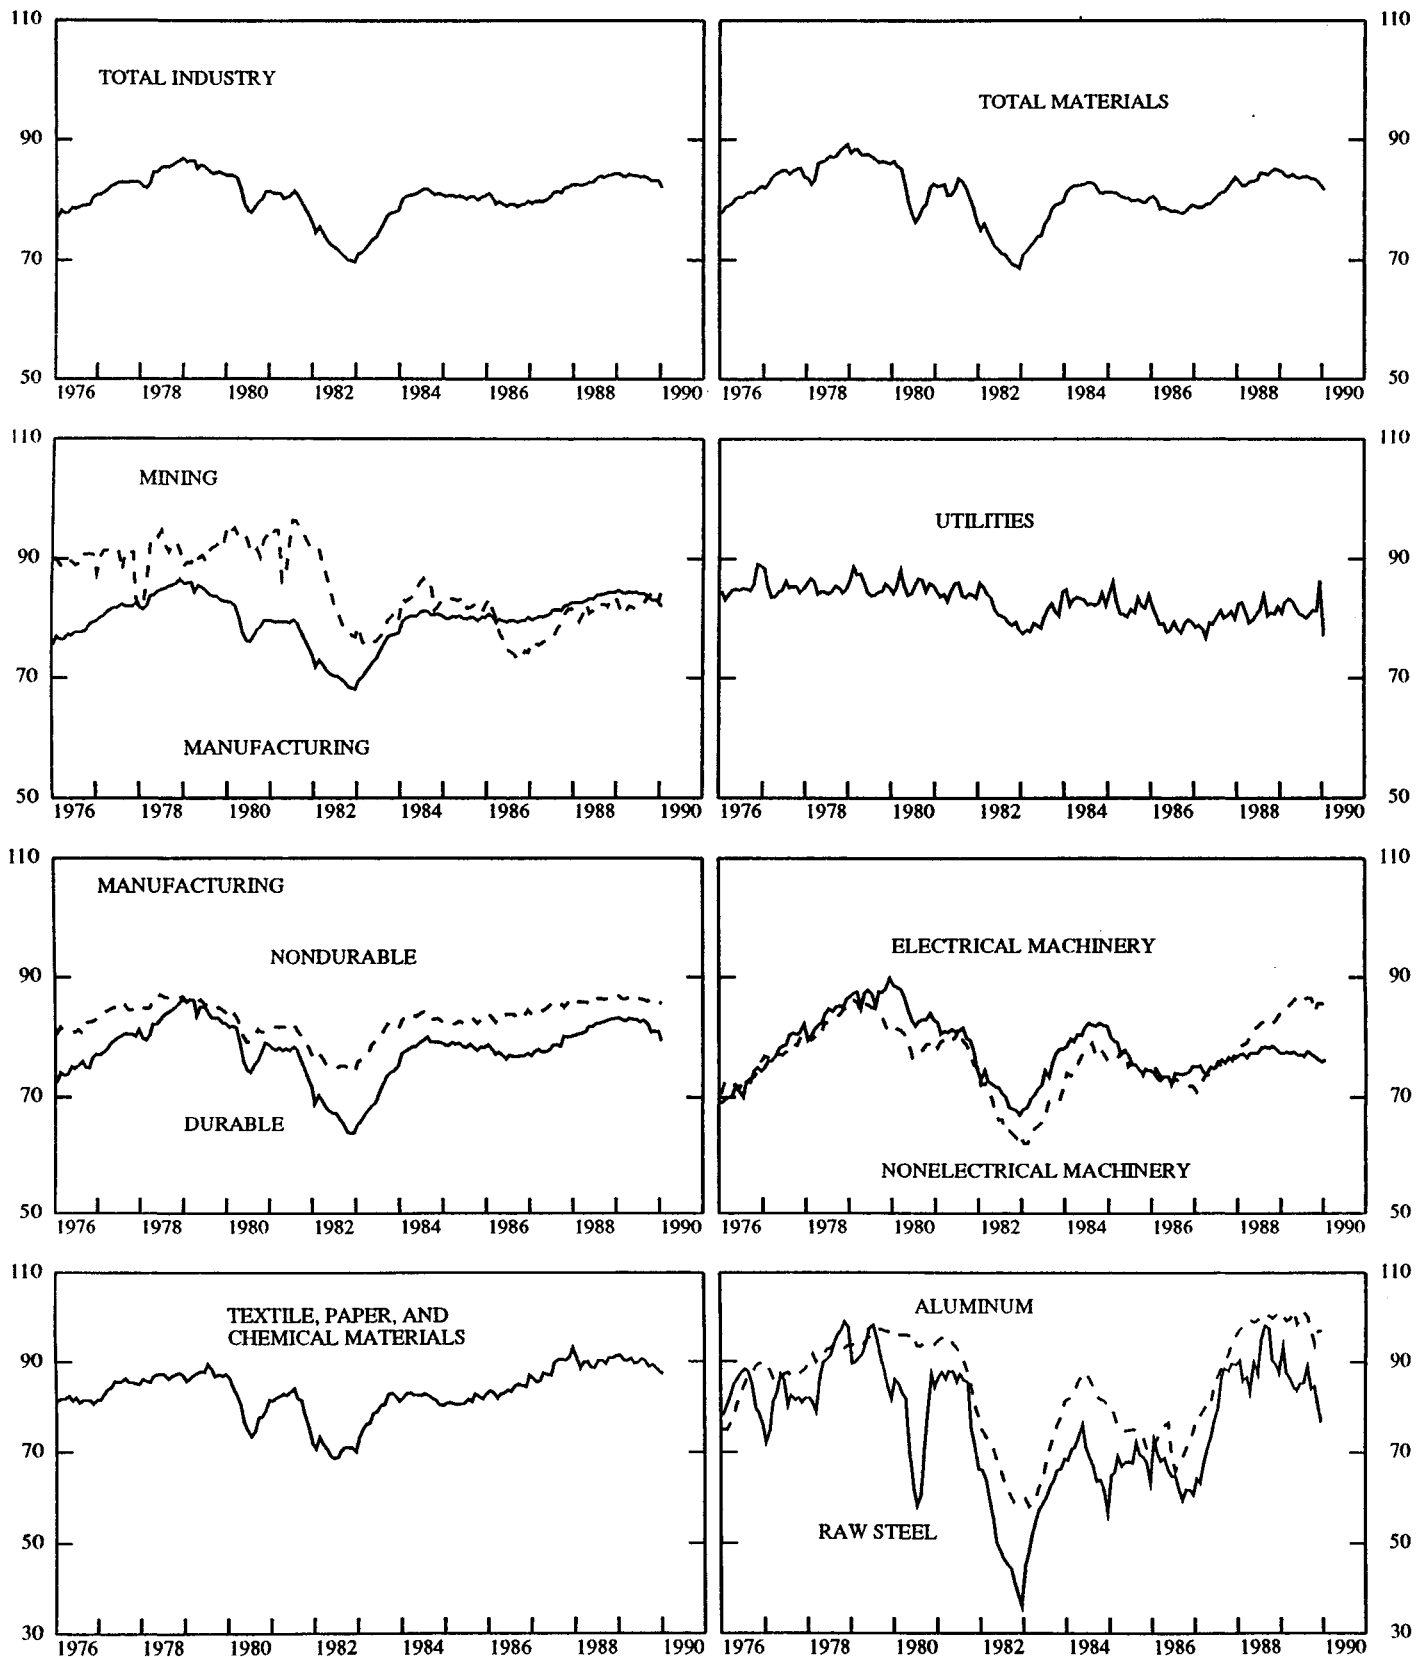 110
90
70
50
TOTAL INDUSTRY
1976 1978 1980 1982 1984 1986 1988 1990
TOTAL MATERIALS
110
90
70
50
1976 1978 1980 1982 1984 1986 1988 1990
110
90
70
50
MINING
MANUFACTURING
1976 1978 1980 1982 1984 1986 1988 1990
UTILITIES
110
90
70
50
1976 1978 1980 1982 1984 1986 1988 1990
110
90
70
50
MANUFACTURING
NONDURABLE
DURABLE
1976 1978 1980 1982 1984 1986 1988 1990
ELECTRICAL MACHINERY
NONELECTRICAL MACHINERY
110
90
70
50
1976 1978 1980 1982 1984 1986 1988 1990
110
90
70
50
30
TEXTILE, PAPER, AND
CHEMICAL MATERIALS
1976 1978 1980 1982 1984 1986 1988 1990
ALUMINUM
RAW STEEL
110
90
70
50
30
1976 1978 1980 1982 1984 1986 1988 1990